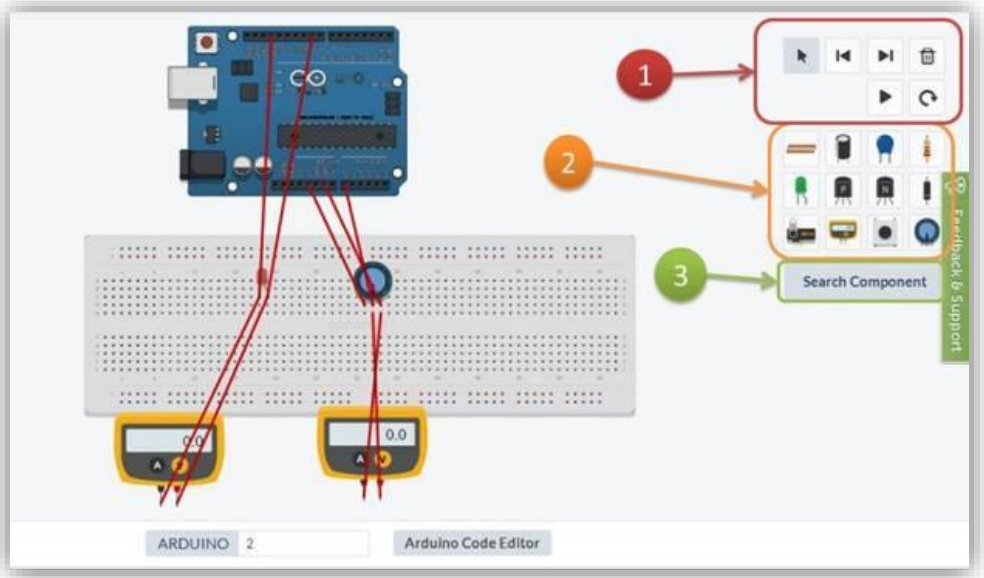 1
2
3
P
N
Search Component
Feedback & Support
0.0
A
0.0
A
V
ARDUINO
2
Arduino Code Editor